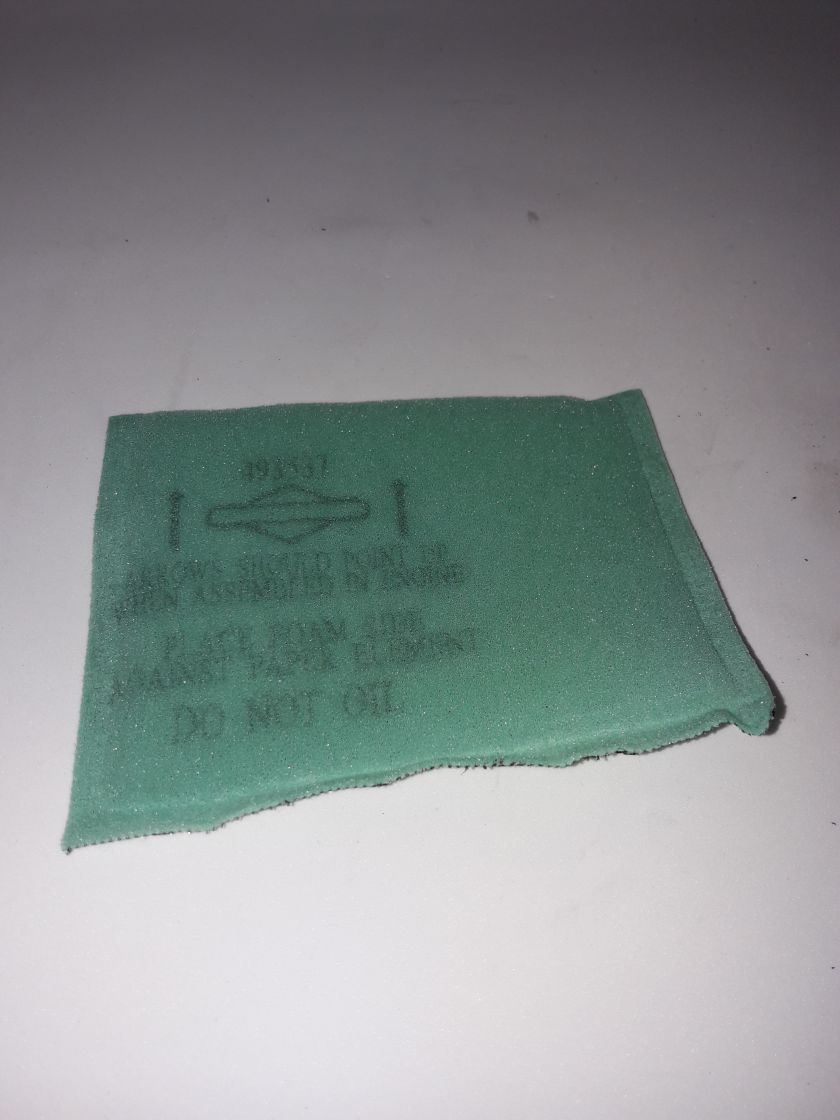 493537
ARROWS SHOULD POINT UP
WHEN ASSEMBLED IN ENGINE
PLACE FOAM SIDE
AGAINST PAPER ELEMENT
DO NOT OIL